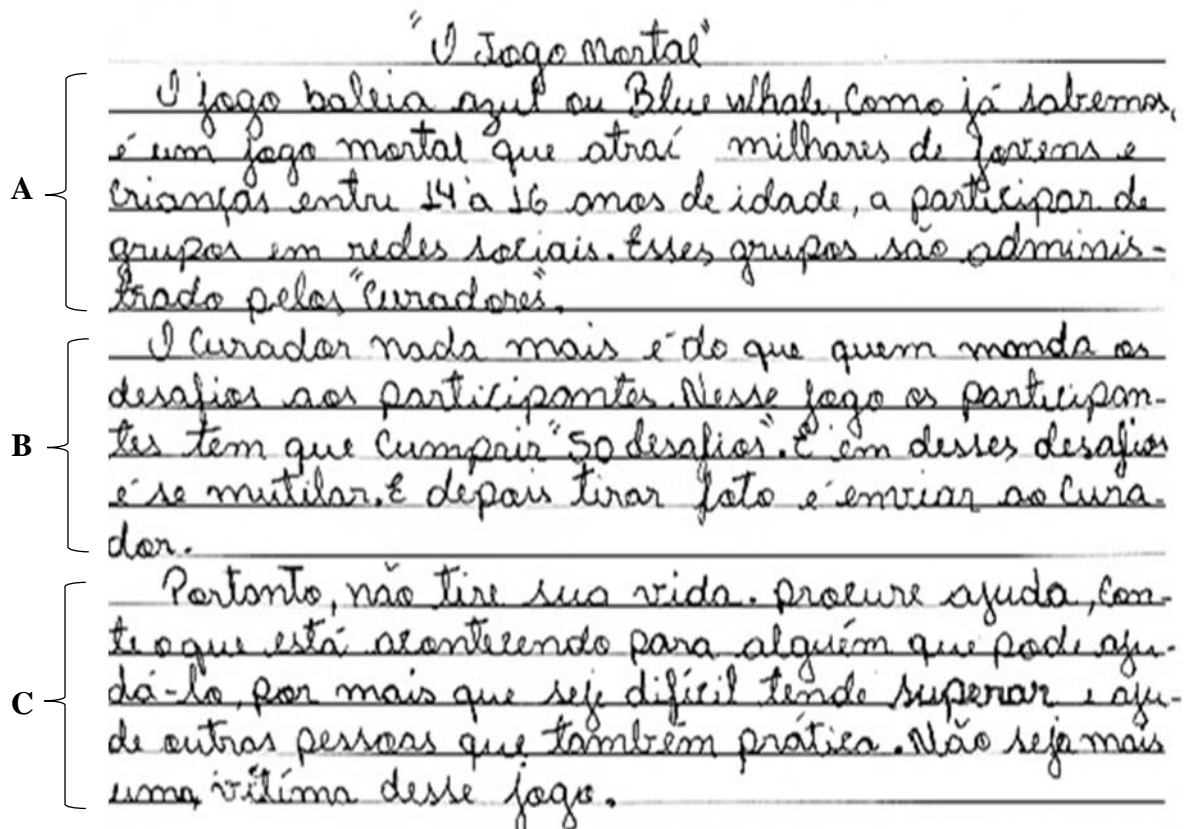 "O Jogo Mortal"
O jogo baleia azul ou Blue Whale, Como já sabemos,
é um jogo mortal que atraí milhares de jovens e
A
crianças entre 14 à 16 anos de idade, a participar de
grupos em redes sociais. Esses grupos são adminis-
trado pelos "Curadores".
O Curador nada mais é do que quem manda os
desafios aos participantes. Nesse jogo os participan-
B
tes tem que cumprir "50 desafios". E em desses desafios
é se mutilar. E depois tirar foto é enviar ao Cura-
dor.
Portanto, não tire sua vida. procure ajuda, con-
te oque está acontecendo para alguém que pode aju-
C
dá-lo, por mais que seje difícil tende superar e aju-
de outras pessoas que também prática. Não seja mais
uma vítima desse jogo.